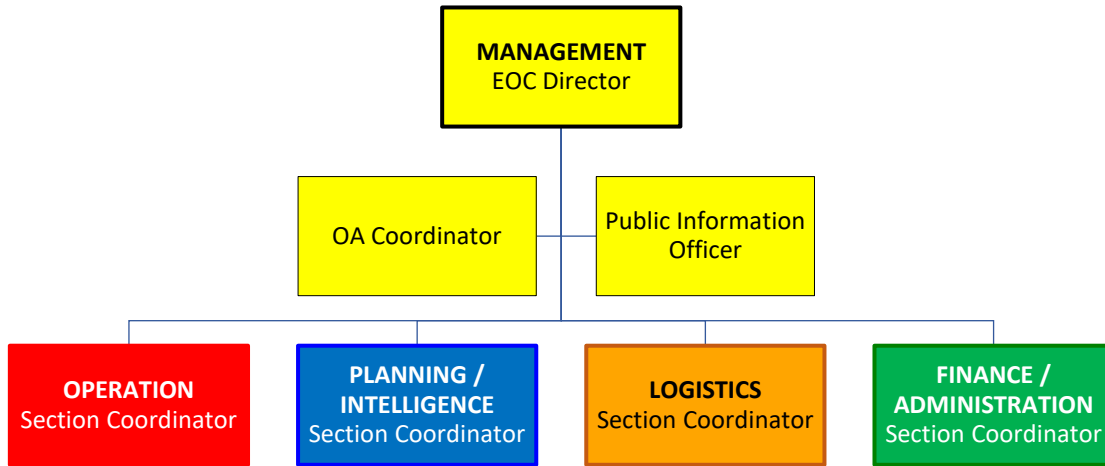 MANAGEMENT
EOC Director
OA Coordinator
Public Information
Officer
OPERATION
Section Coordinator
PLANNING /
INTELLIGENCE
Section Coordinator
LOGISTICS
Section Coordinator
FINANCE /
ADMINISTRATION
Section Coordinator